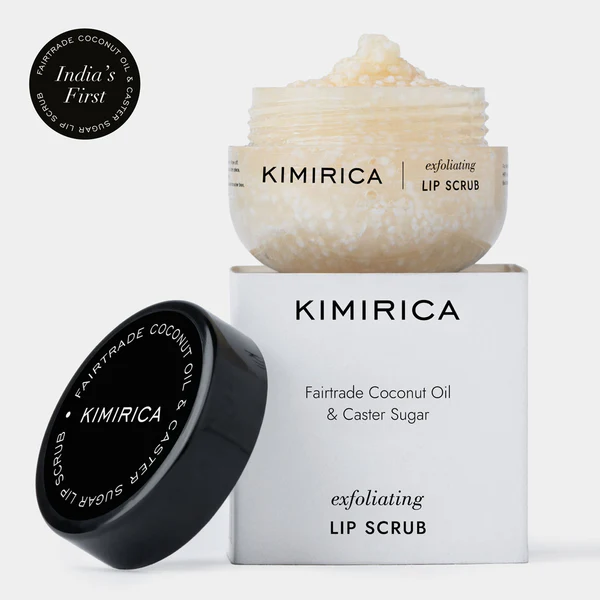 FAIRTRADE COCONUT OIL & CASTER SUGAR LIP SCRUB
India's
First
KIMIRICA
exfoliating
LIP SCRUB
KIMIRICA
Fairtrade Coconut Oil
& Caster Sugar
exfoliating
LIP SCRUB
FAIRTRADE COCONUT OIL & CASTER SUGAR LIP SCRUB
KIMIRICA